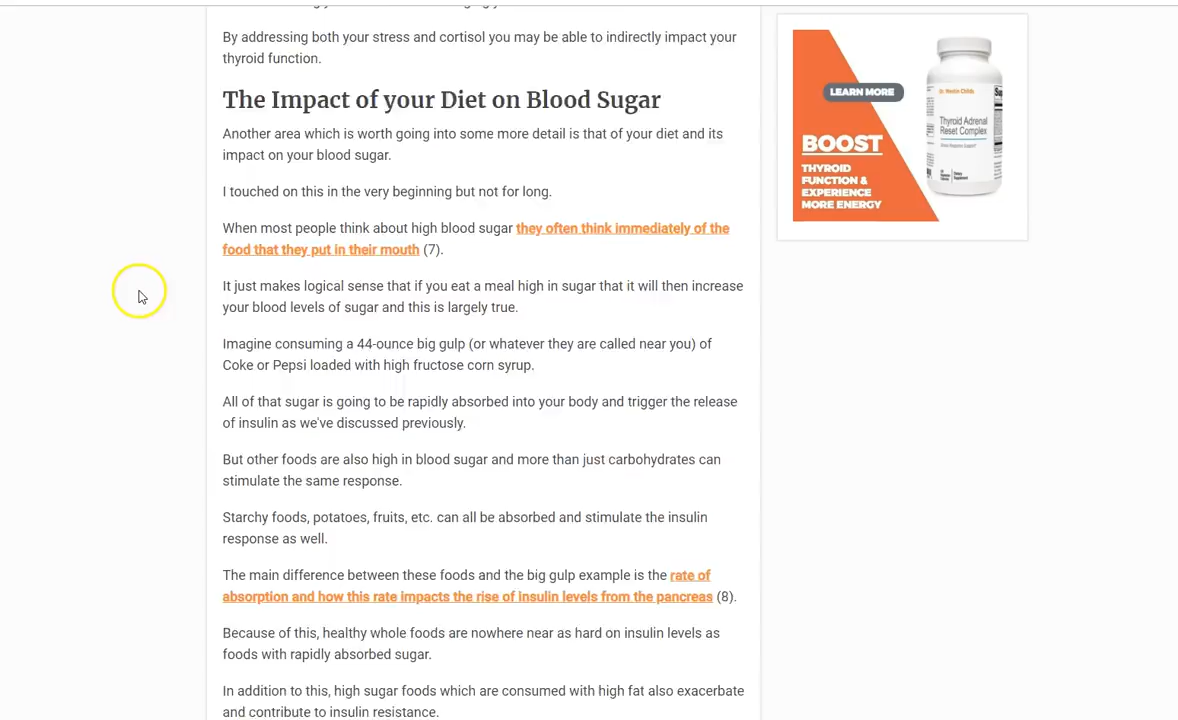 By addressing both your stress and cortisol you may be able to indirectly impact your
thyroid function.
The Impact of your Diet on Blood Sugar
Another area which is worth going into some more detail is that of your diet and its
impact on your blood sugar.
I touched on this in the very beginning but not for long.
When most people think about high blood sugar they often think immediately of the
food that they put in their mouth (7).
It just makes logical sense that if you eat a meal high in sugar that it will then increase
your blood levels of sugar and this is largely true.
Imagine consuming a 44-ounce big gulp (or whatever they are called near you) of
Coke or Pepsi loaded with high fructose corn syrup.
All of that sugar is going to be rapidly absorbed into your body and trigger the release
of insulin as we've discussed previously.
But other foods are also high in blood sugar and more than just carbohydrates can
stimulate the same response.
Starchy foods, potatoes, fruits, etc. can all be absorbed and stimulate the insulin
response as well.
The main difference between these foods and the big gulp example is the rate of
absorption and how this rate impacts the rise of insulin levels from the pancreas (8).
Because of this, healthy whole foods are nowhere near as hard on insulin levels as
foods with rapidly absorbed sugar.
In addition to this, high sugar foods which are consumed with high fat also exacerbate
and contribute to insulin resistance.
LEARN MORE
BOOST
THYROID
FUNCTION &
EXPERIENCE
MORE ENERGY
Dr. Westin Childs
Thyroid Adrenal
Reset Complex